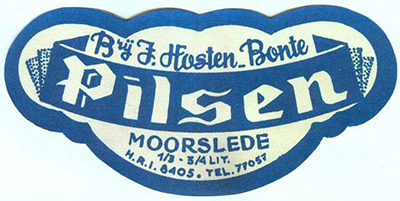 Brij J. Hosten-Bonte
Pilsen
MOORSLEDE
1/3 - 3/4 LIT.
H.R.I. 8405. TEL. 77057